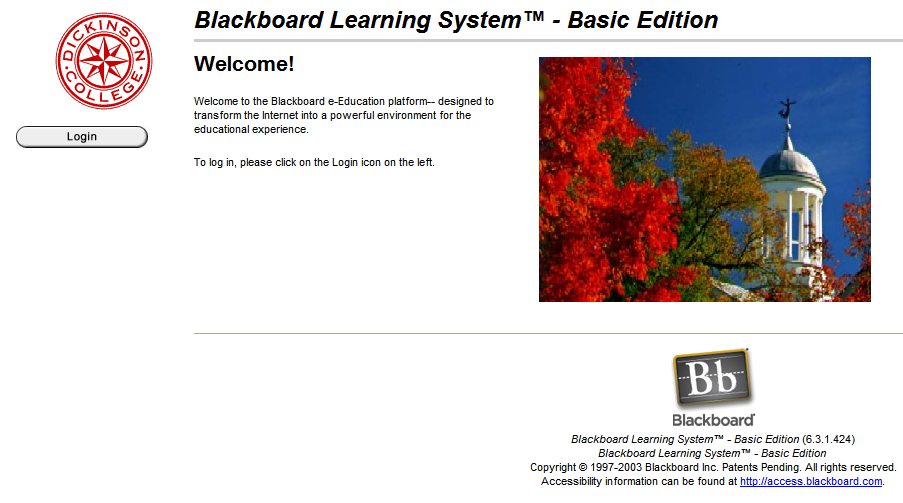 DICKINSON COLLEGE
Login
Blackboard Learning System™ - Basic Edition
Welcome!
Welcome to the Blackboard e-Education platform-- designed to
transform the Internet into a powerful environment for the
educational experience.
To log in, please click on the Login icon on the left.
Bb
Blackboard
Blackboard Learning System™ - Basic Edition (6.3.1.424)
Blackboard Learning System™ - Basic Edition
Copyright © 1997-2003 Blackboard Inc. Patents Pending. All rights reserved.
Accessibility information can be found at http://access.blackboard.com.